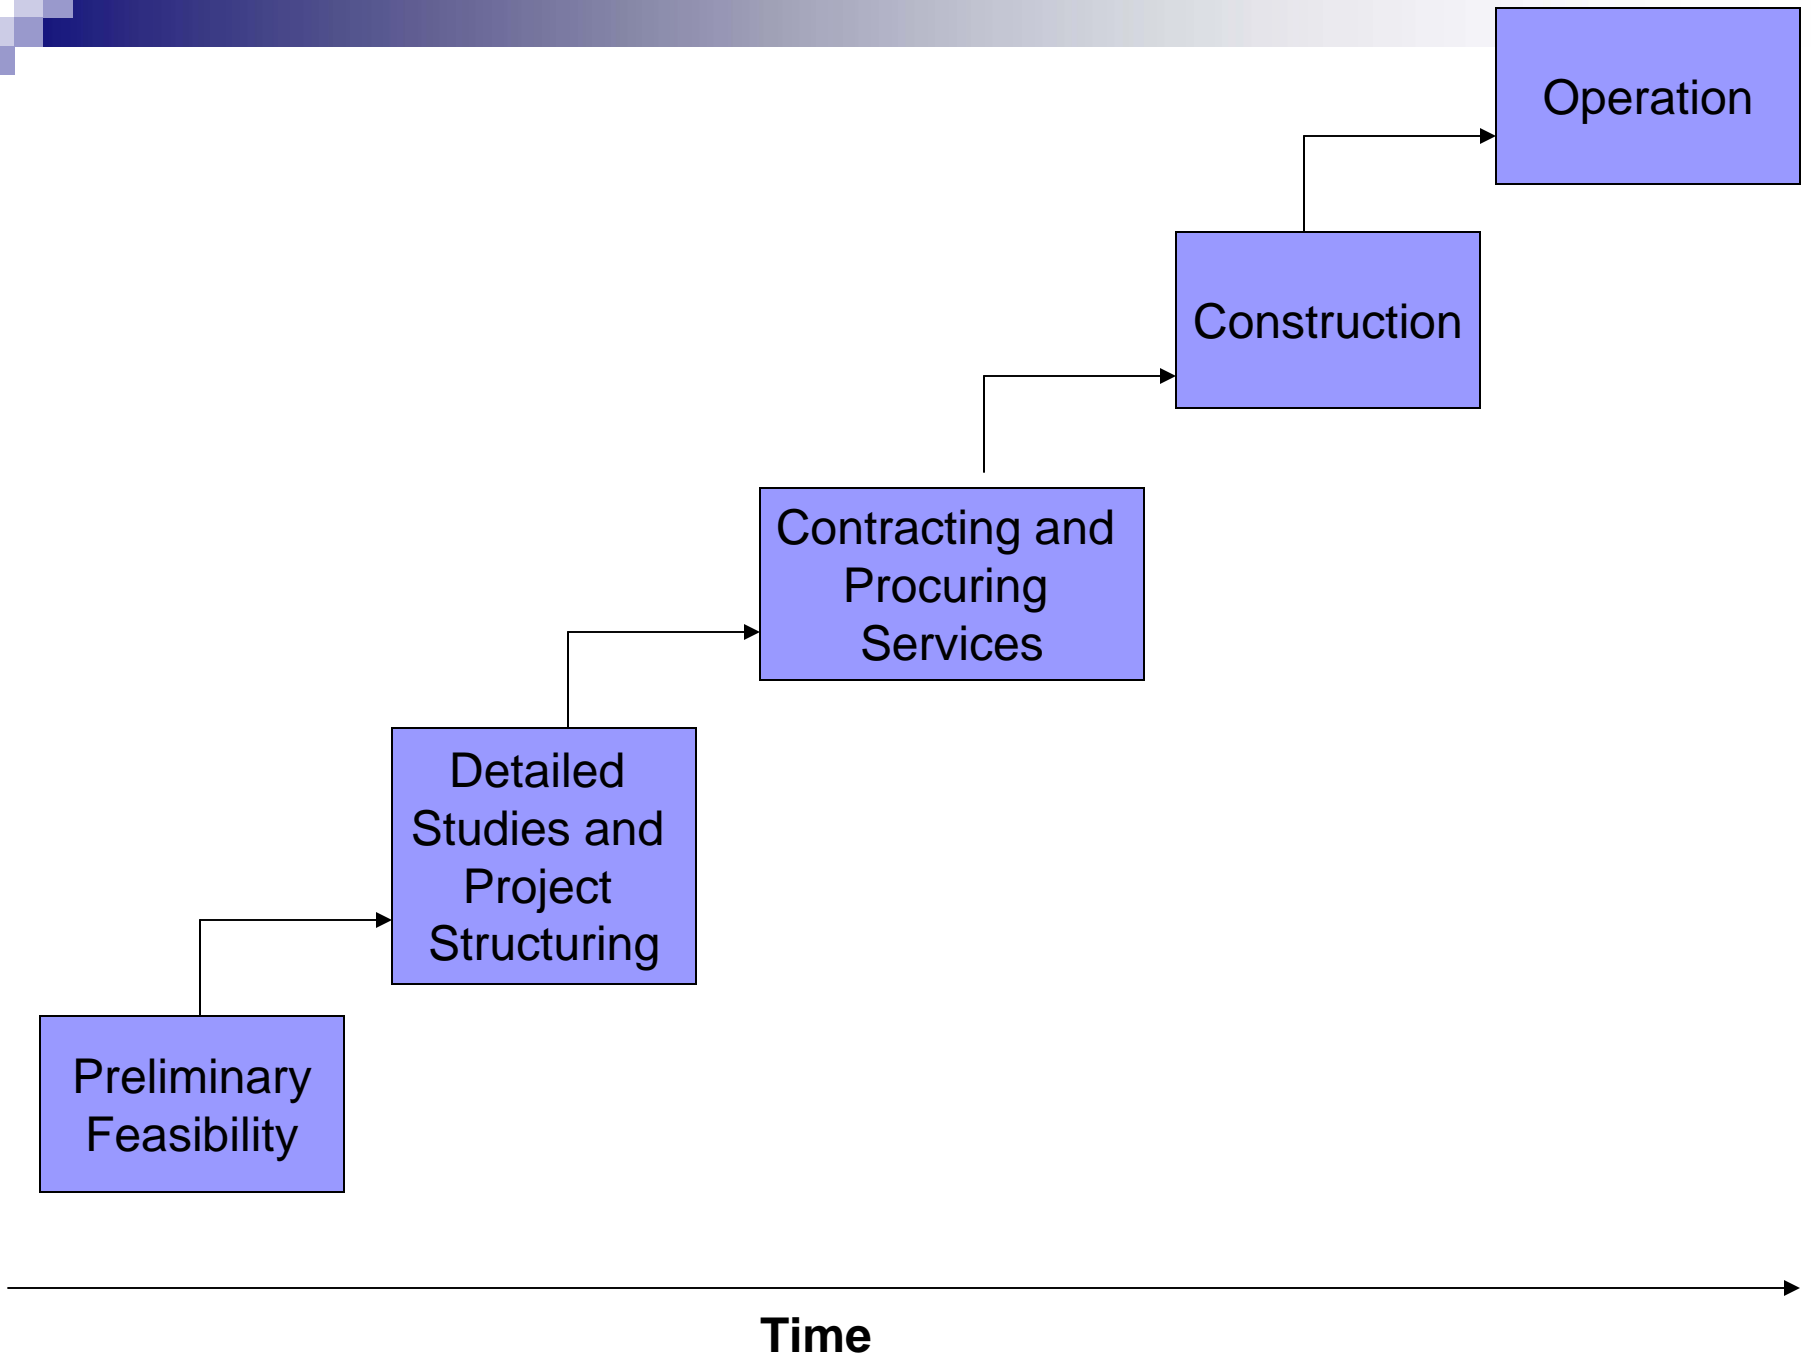 Operation
Construction
Contracting and
Procuring
Services
Detailed
Studies and
Project
Structuring
Preliminary
Feasibility
Time